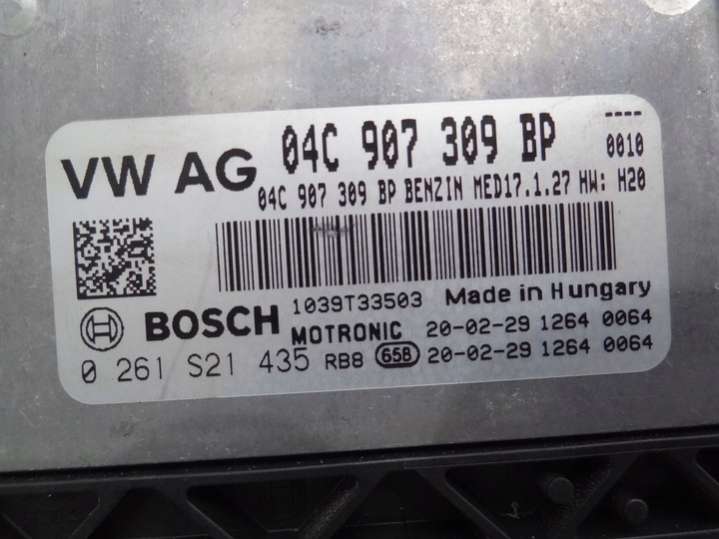 VW AG 04C 907 309 BP ----
0010
04C 907 309 BP BENZIN MED17.1.27 HW: H20
1039T33503 Made in Hungary
BOSCH MOTRONIC 20-02-29 1264 0064
0 261 S21 435 RB8 658 20-02-29 1264 0064